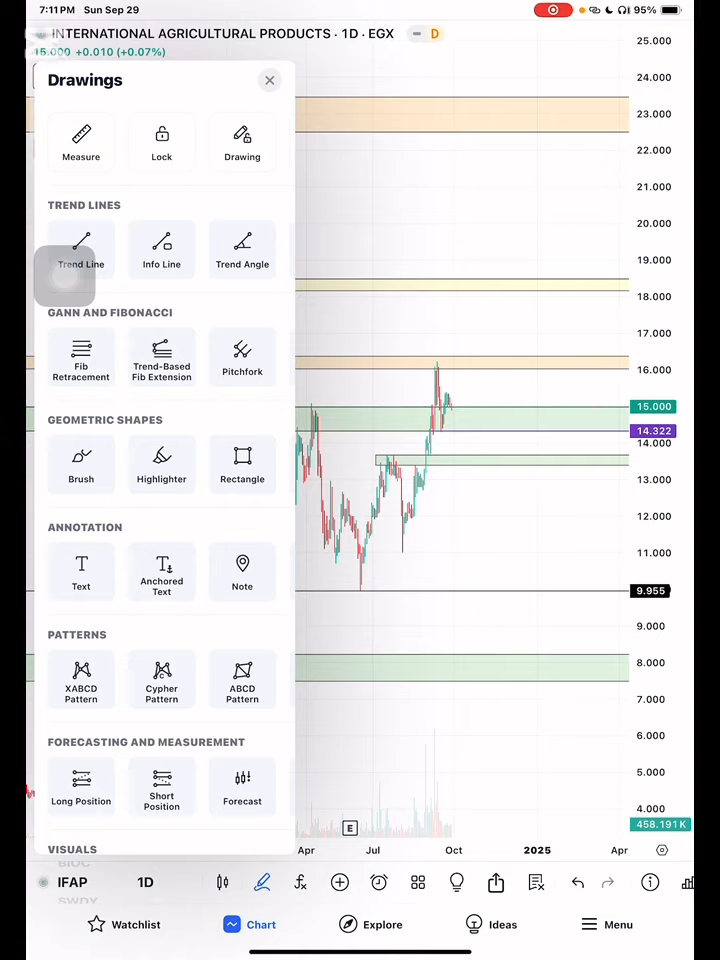 7:11 PM Sun Sep 29
95%
INTERNATIONAL AGRICULTURAL PRODUCTS · 1D · EGX
D
15.000 +0.010 (+0.07%)
Drawings
Measure
Lock
Drawing
TREND LINES
Trend Line
Info Line
Trend Angle
GANN AND FIBONACCI
Fib Retracement
Trend-Based Fib Extension
Pitchfork
GEOMETRIC SHAPES
Brush
Highlighter
Rectangle
ANNOTATION
Text
Anchored Text
Note
PATTERNS
XABCD Pattern
Cypher Pattern
ABCD Pattern
FORECASTING AND MEASUREMENT
Long Position
Short Position
Forecast
VISUALS
25.000
24.000
23.000
22.000
21.000
20.000
19.000
18.000
17.000
16.000
15.000
14.322
14.000
13.000
12.000
11.000
9.955
9.000
8.000
7.000
6.000
5.000
4.000
458.191K
E
Apr
Jul
Oct
2025
Apr
IFAP
1D
SWDY
Watchlist
Chart
Explore
Ideas
Menu